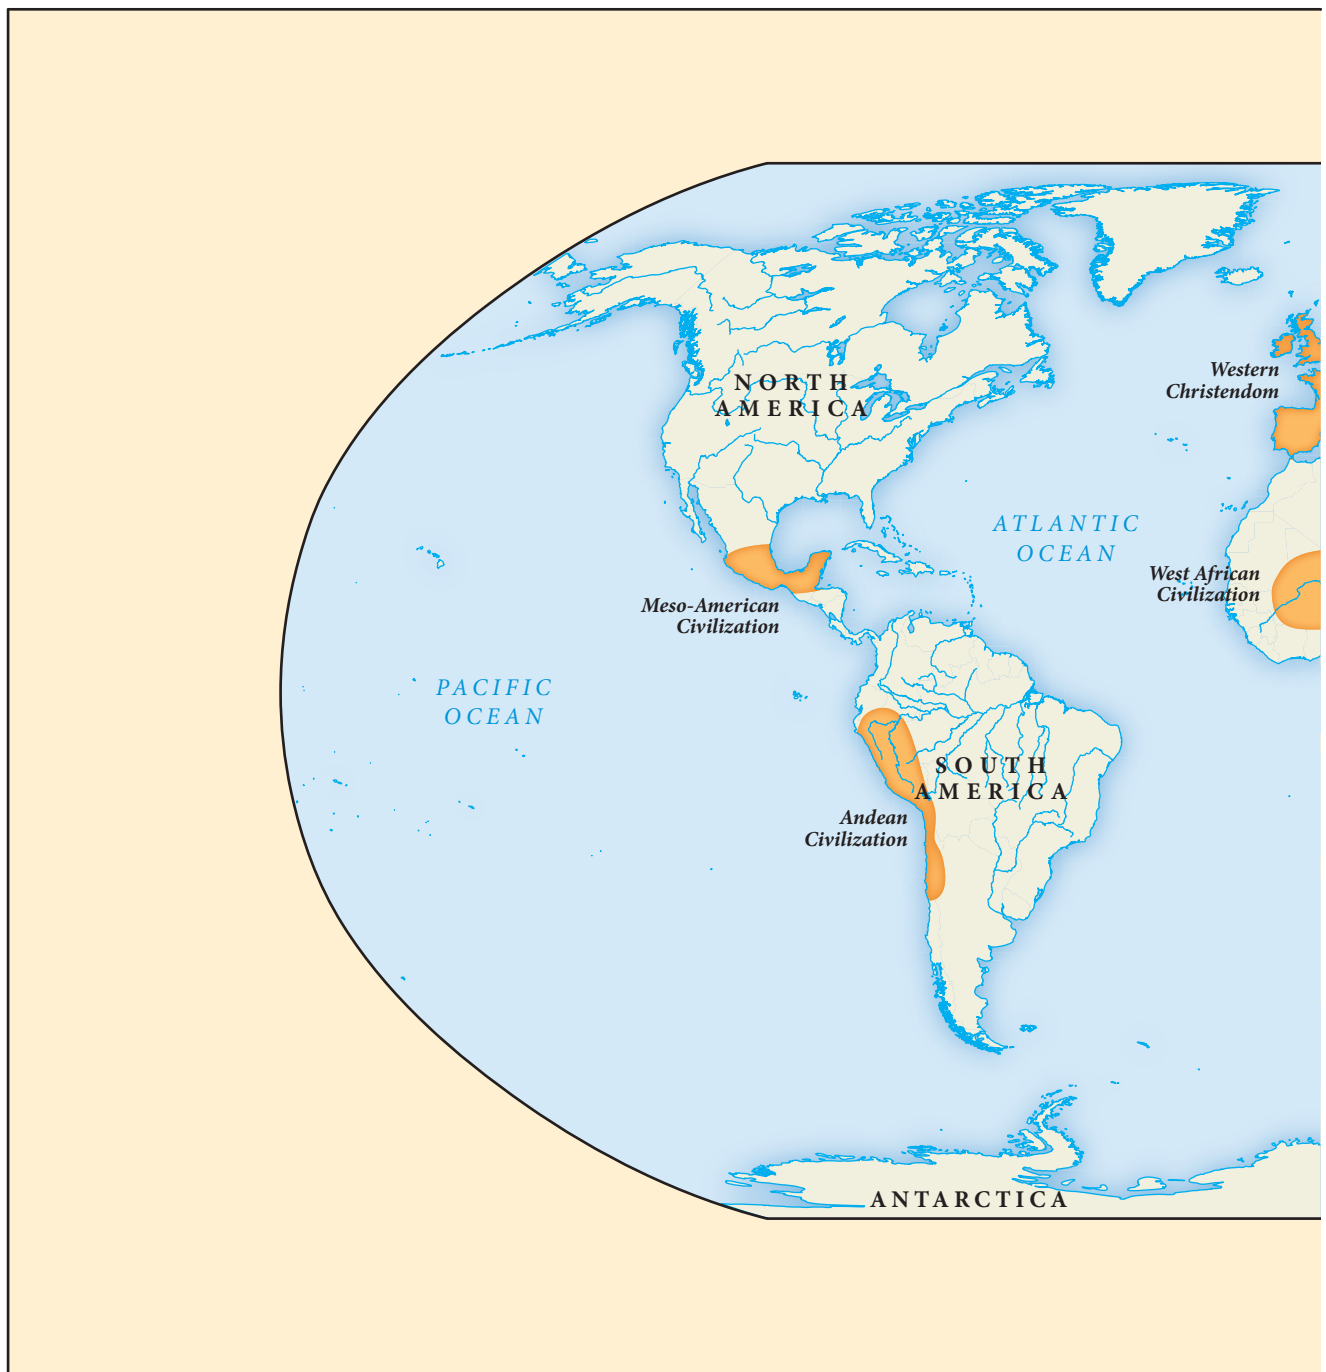 NORTH
AMERICA
Western
Christendom
ATLANTIC
OCEAN
West African
Civilization
Meso-American
Civilization
PACIFIC
OCEAN
SOUTH
AMERICA
Andean
Civilization
ANTARCTICA